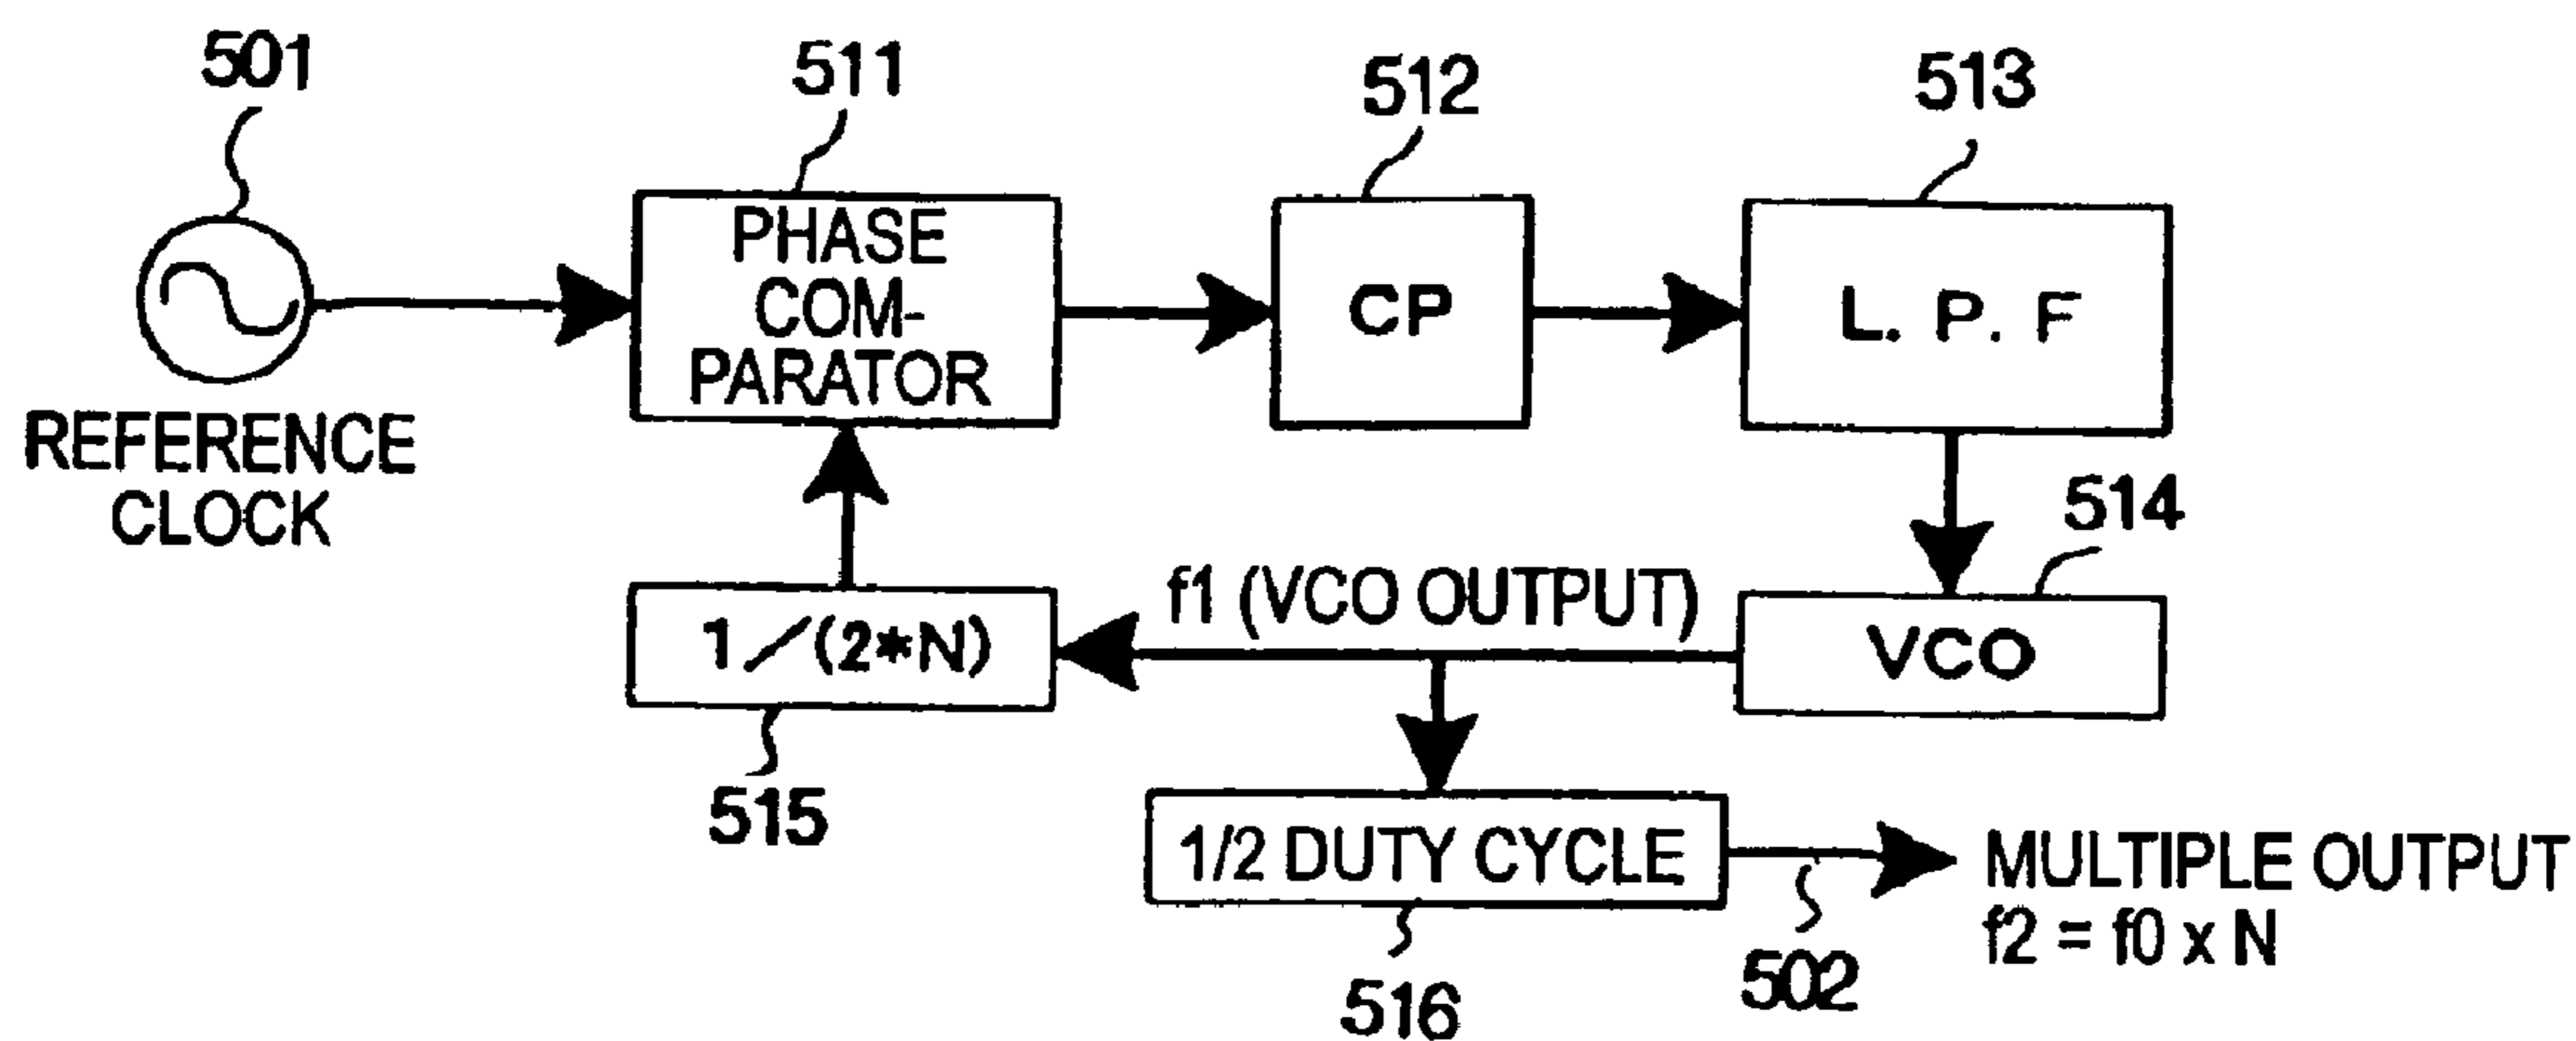 501
511
512
513
PHASE
COM-
PARATOR
CP
L. P. F
REFERENCE
CLOCK
514
f1 (VCO OUTPUT)
1/(2*N)
VCO
515
1/2 DUTY CYCLE
MULTIPLE OUTPUT
f2 = f0 x N
502
516